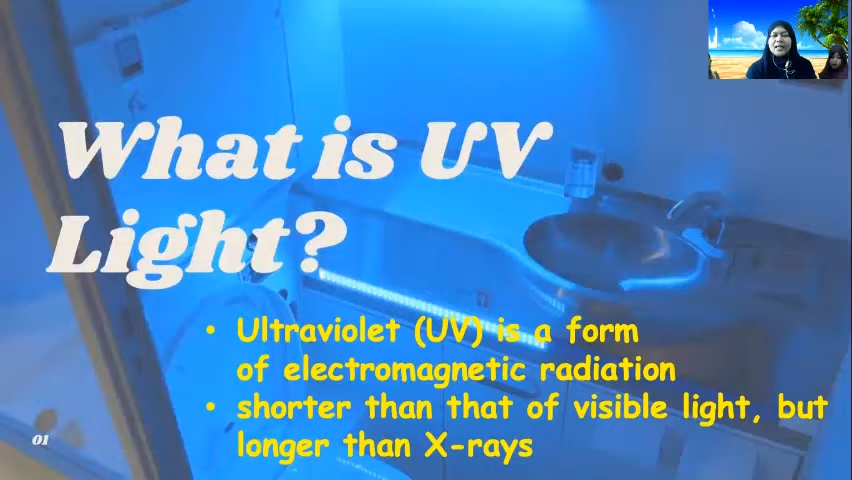 What is UV
Light?
• Ultraviolet (UV) is a form
of electromagnetic radiation
• shorter than that of visible light, but
longer than X-rays
01